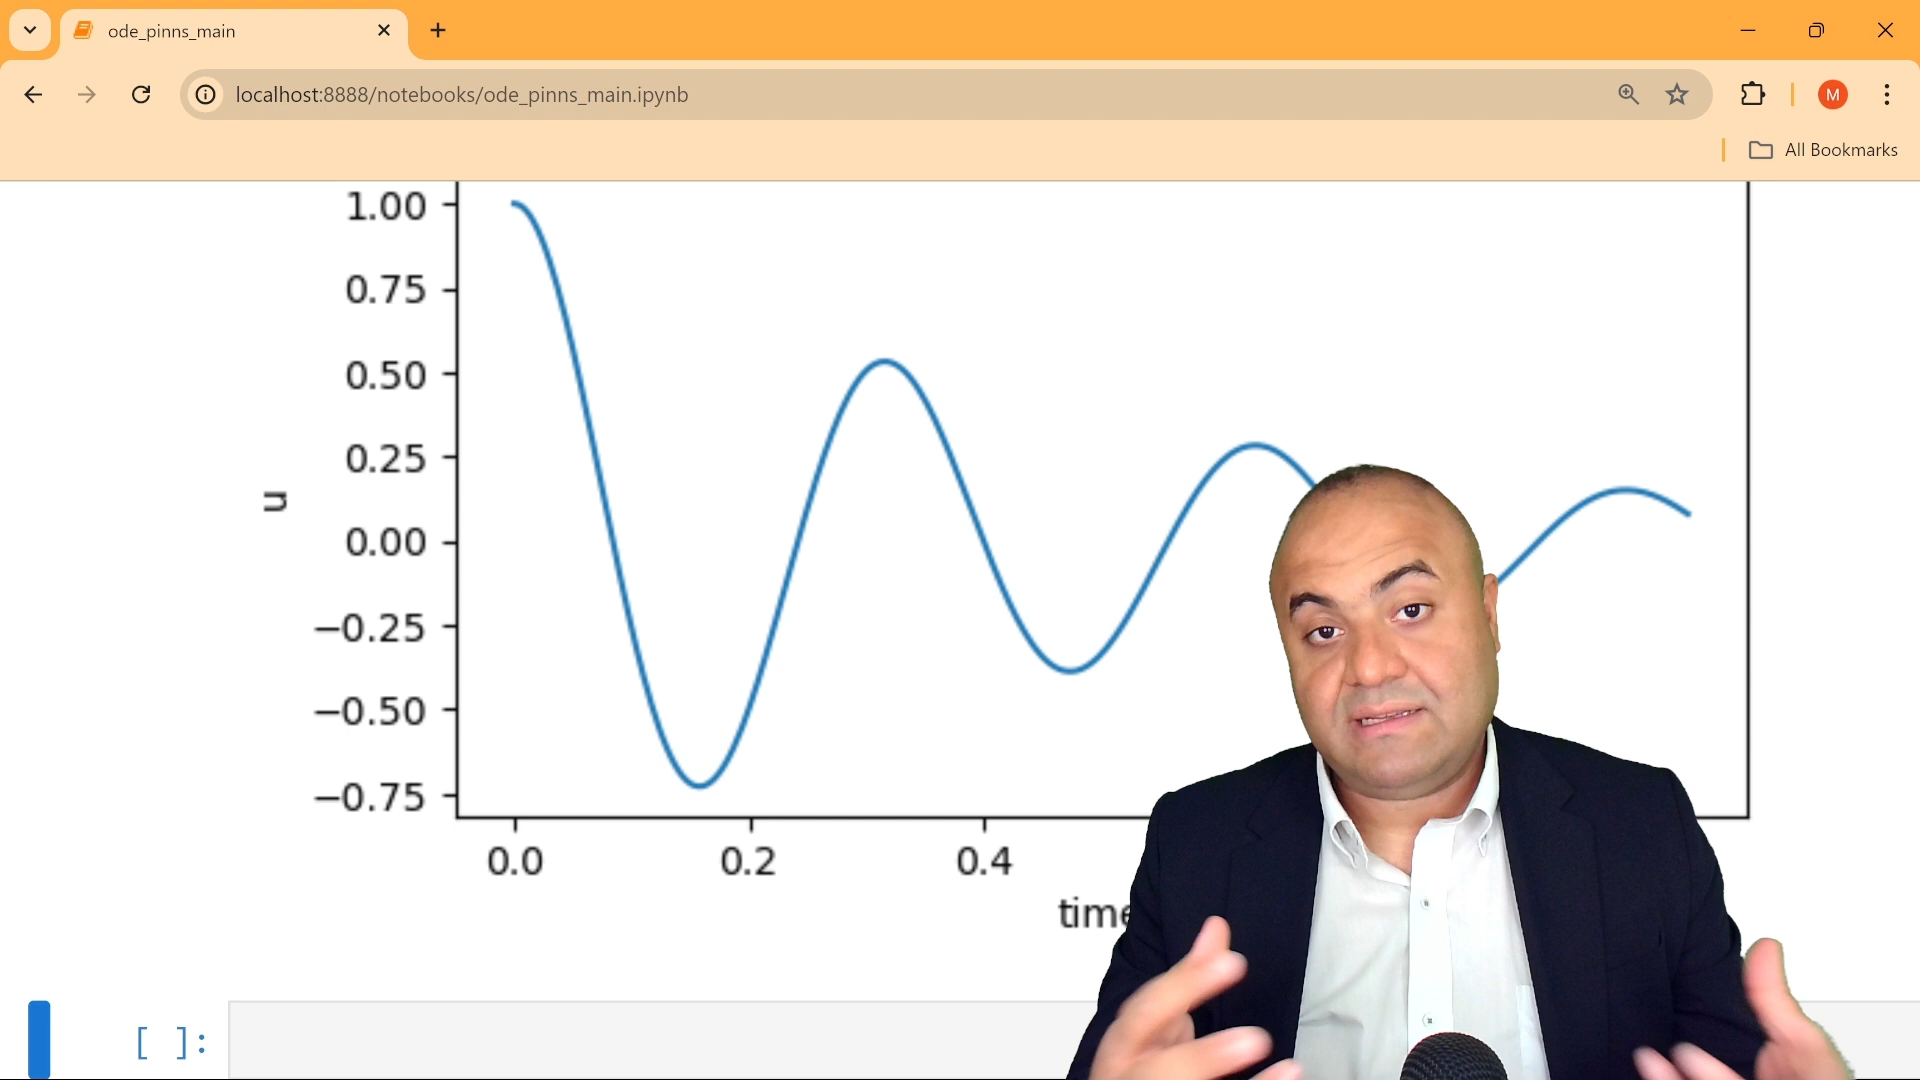 ode_pinns_main
localhost:8888/notebooks/ode_pinns_main.ipynb
M
All Bookmarks
1.00
0.75
0.50
0.25
0.00
−0.25
−0.50
−0.75
u
0.0 0.2 0.4
time
[ ]: